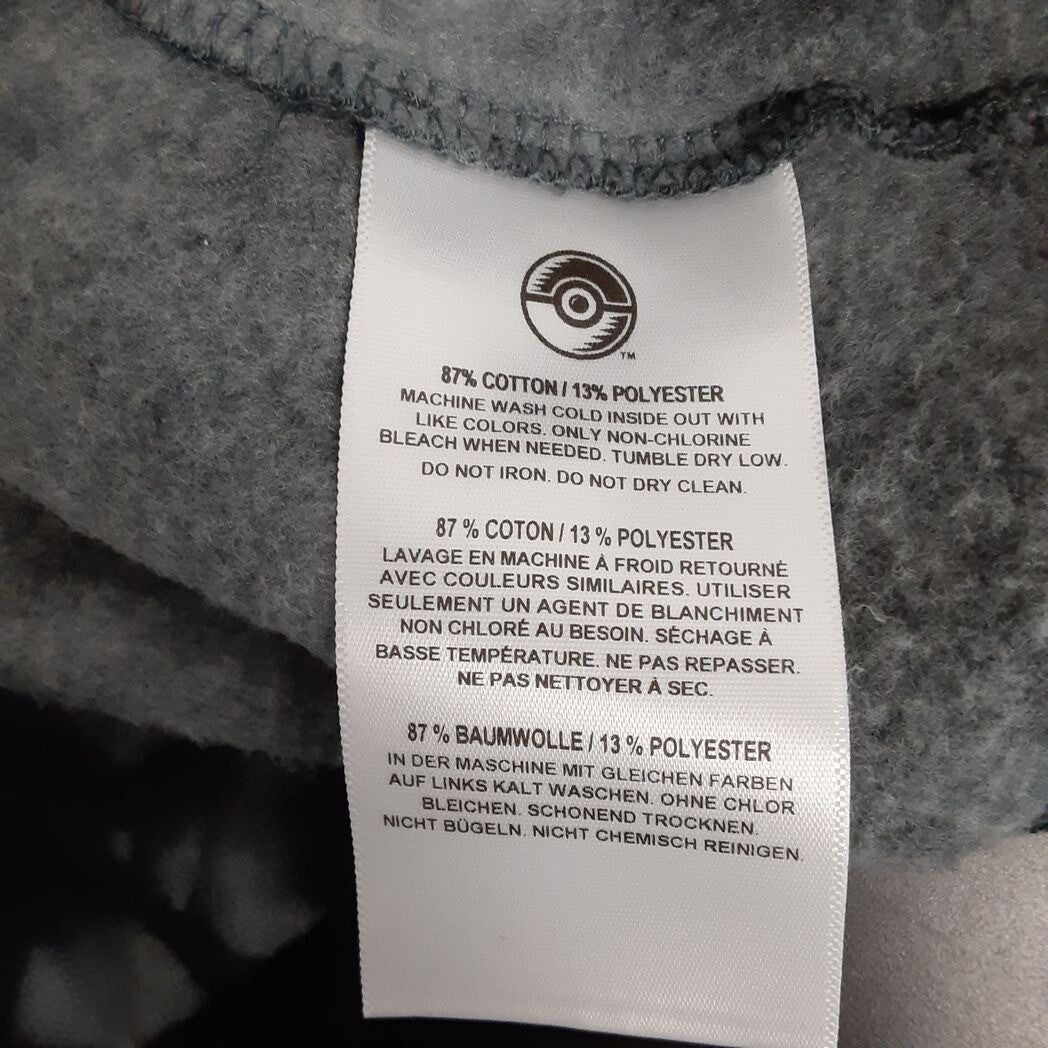 TM
87% COTTON / 13% POLYESTER
MACHINE WASH COLD INSIDE OUT WITH
LIKE COLORS. ONLY NON-CHLORINE
BLEACH WHEN NEEDED. TUMBLE DRY LOW.
DO NOT IRON. DO NOT DRY CLEAN.
87 % COTON / 13 % POLYESTER
LAVAGE EN MACHINE À FROID RETOURNÉ
AVEC COULEURS SIMILAIRES. UTILISER
SEULEMENT UN AGENT DE BLANCHIMENT
NON CHLORÉ AU BESOIN. SÉCHAGE À
BASSE TEMPÉRATURE. NE PAS REPASSER.
NE PAS NETTOYER À SEC.
87 % BAUMWOLLE / 13 % POLYESTER
IN DER MASCHINE MIT GLEICHEN FARBEN
AUF LINKS KALT WASCHEN. OHNE CHLOR
BLEICHEN. SCHONEND TROCKNEN.
NICHT BÜGELN. NICHT CHEMISCH REINIGEN.